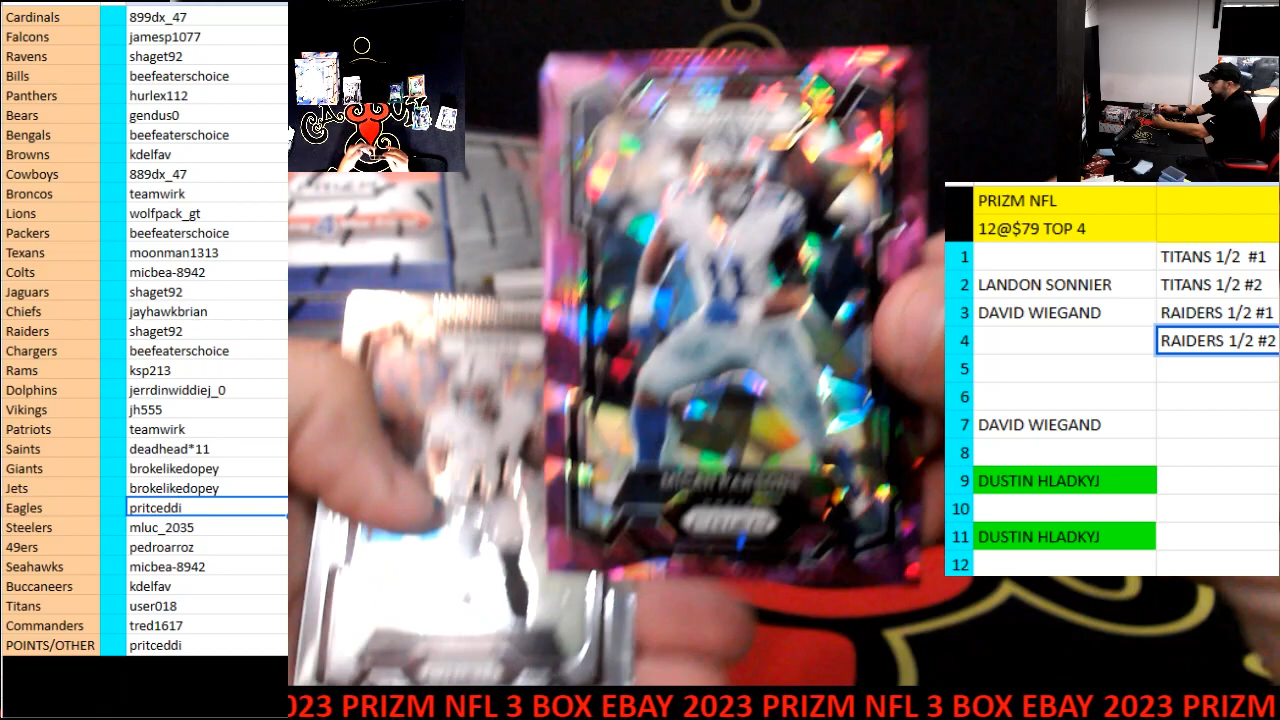 Cardinals 899dx_47
Falcons jamesp1077
Ravens shaget92
Bills beefeaterschoice
Panthers hurlex112
Bears gendus0
Bengals beefeaterschoice
Browns kdelfav
Cowboys 889dx_47
Broncos teamwirk
Lions wolfpack_gt
Packers beefeaterschoice
Texans moonman1313
Colts micbea-8942
Jaguars shaget92
Chiefs jayhawkbrian
Raiders shaget92
Chargers beefeaterschoice
Rams ksp213
Dolphins jerrdinwiddiej_0
Vikings jh555
Patriots teamwirk
Saints deadhead*11
Giants brokelikedopey
Jets brokelikedopey
Eagles pritceddi
Steelers mluc_2035
49ers pedroarroz
Seahawks micbea-8942
Buccaneers kdelfav
Titans user018
Commanders tred1617
POINTS/OTHER pritceddi
11
MICAH PARSONS
PRIZM NFL
12@$79 TOP 4
1 TITANS 1/2 #1
2 LANDON SONNIER TITANS 1/2 #2
3 DAVID WIEGAND RAIDERS 1/2 #1
4 RAIDERS 1/2 #2
5
6
7 DAVID WIEGAND
8
9 DUSTIN HLADKYJ
10
11 DUSTIN HLADKYJ
12
023 PRIZM NFL 3 BOX EBAY 2023 PRIZM NFL 3 BOX EBAY 2023 PRIZM